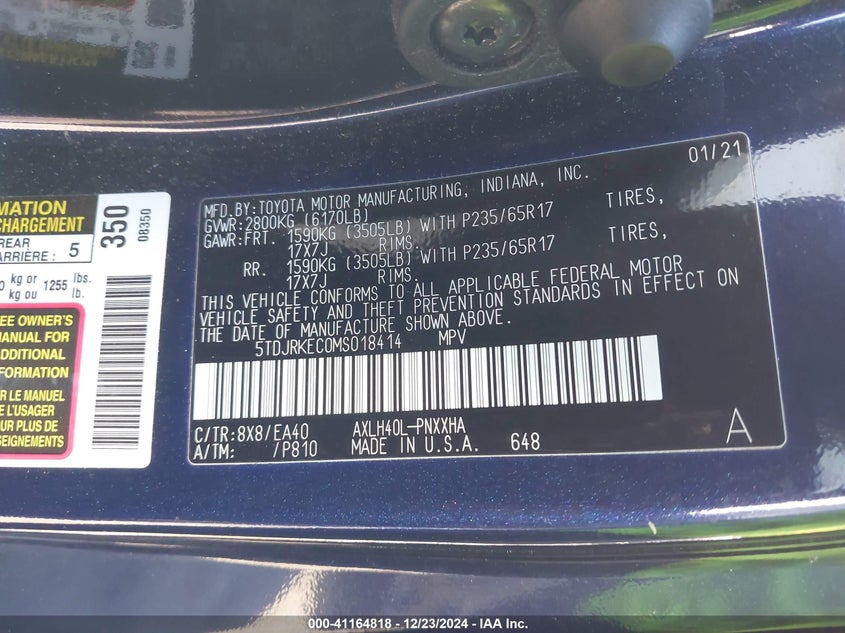 MATION
CHARGEMENT
REAR
ARRIÈRE: 5
350
08350
kg or 1255 lbs.
kg ou lb.
EE OWNER'S
MANUAL FOR
ADDITIONAL
FORMATION
R LE MANUEL
E L'USAGER
UR PLUS DE
SEIGNEMENTS
01/21
MFD.BY:TOYOTA MOTOR MANUFACTURING, INDIANA, INC.
GVWR:2800KG (6170LB)
GAWR:FRT. 1590KG (3505LB) WITH P235/65R17 TIRES,
17X7J RIMS.
RR. 1590KG (3505LB) WITH P235/65R17 TIRES,
17X7J RIMS.
THIS VEHICLE CONFORMS TO ALL APPLICABLE FEDERAL MOTOR
VEHICLE SAFETY AND THEFT PREVENTION STANDARDS IN EFFECT ON
THE DATE OF MANUFACTURE SHOWN ABOVE.
5TDJRKEC0MS018414 MPV
C/TR:8X8/EA40 AXLH40L-PNXXHA
A/TM: /P810 MADE IN U.S.A. 648
A
000-41164818 - 12/23/2024 - IAA Inc.